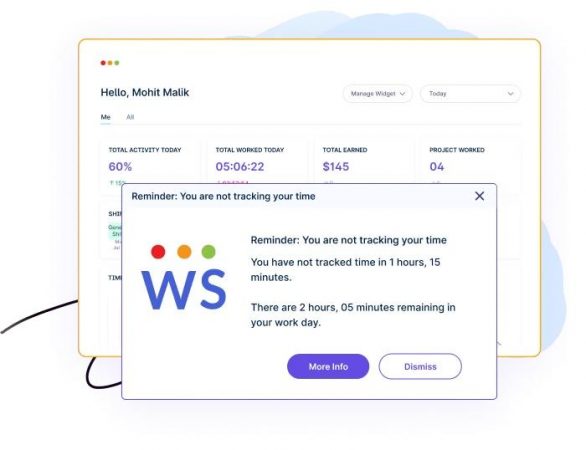 Hello, Mohit Malik
Manage Widget
Today
Me All
TOTAL ACTIVITY TODAY
60%
TOTAL WORKED TODAY
05:06:22
TOTAL EARNED
$145
PROJECT WORKED
04
Reminder: You are not tracking your time
WS
Reminder: You are not tracking your time
You have not tracked time in 1 hours, 15
minutes.
There are 2 hours, 05 minutes remaining in
your work day.
More Info
Dismiss